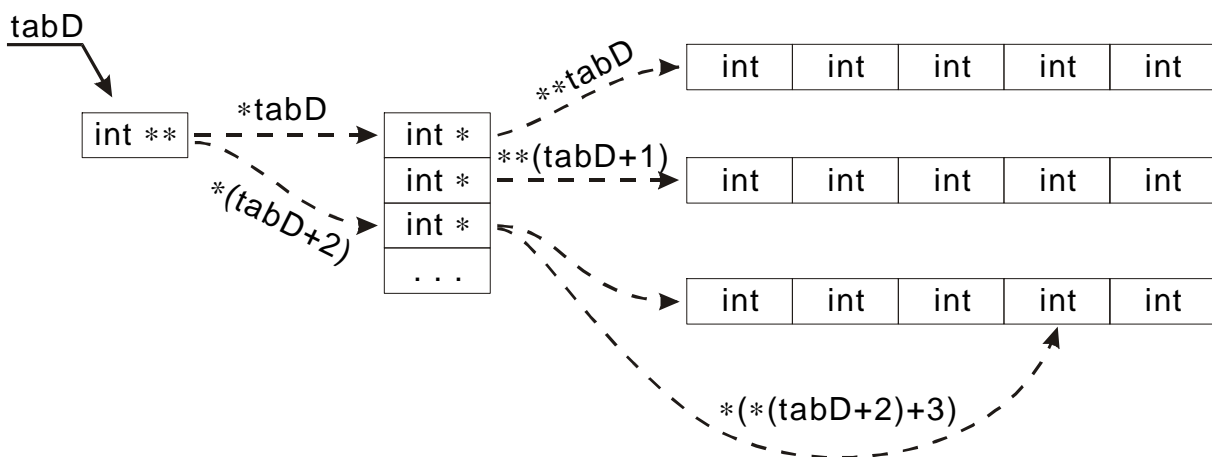 tabD
int **
*tabD
*(tabD+2)
int *
int *
int *
. . .
**tabD
**(tabD+1)
*(*(tabD+2)+3)
int int int int int
int int int int int
int int int int int